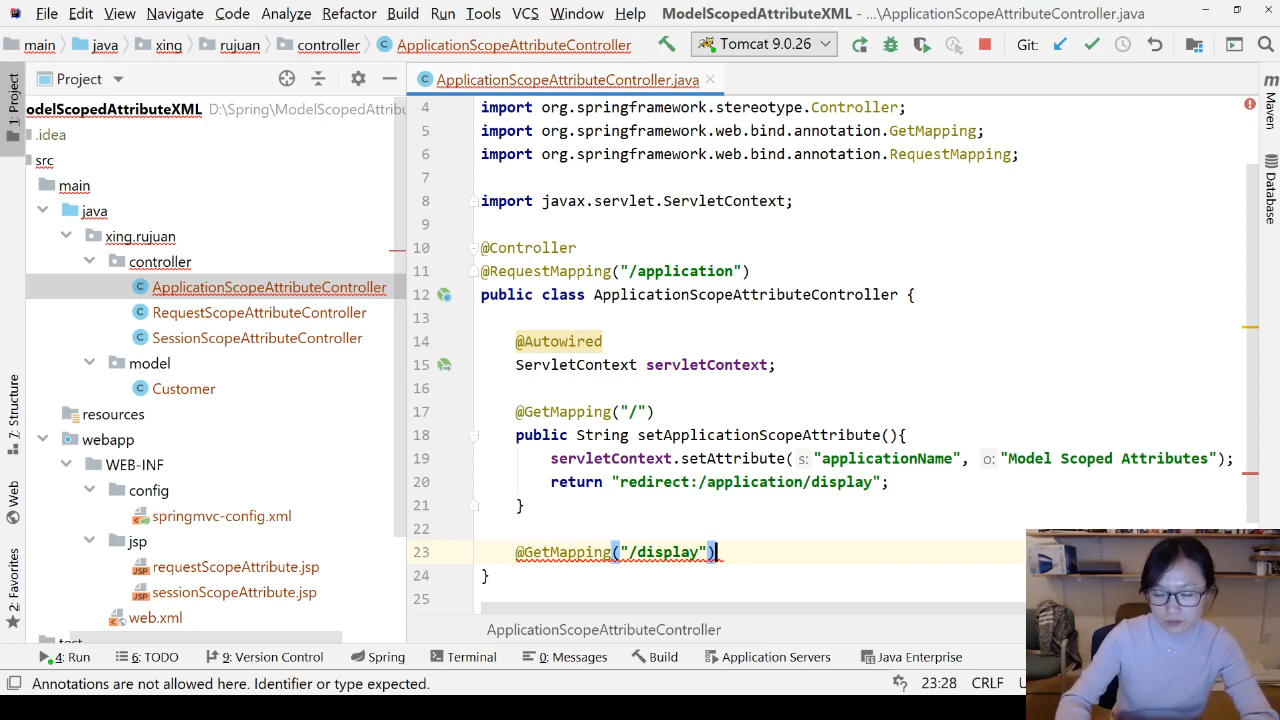 File Edit View Navigate Code Analyze Refactor Build Run Tools VCS Window Help ModelScopedAttributeXML - ...\ApplicationScopeAttributeController.java
main java xing rujuan controller ApplicationScopeAttributeController Tomcat 9.0.26 Git:
1: Project
7: Structure
Web
2: Favorites
Project
odelScopedAttributeXML D:\Spring\ModelScopedAttribu
.idea
src
main
java
xing.rujuan
controller
ApplicationScopeAttributeController
RequestScopeAttributeController
SessionScopeAttributeController
model
Customer
resources
webapp
WEB-INF
config
springmvc-config.xml
jsp
requestScopeAttribute.jsp
sessionScopeAttribute.jsp
web.xml
test
ApplicationScopeAttributeController.java
4 import org.springframework.stereotype.Controller;
5 import org.springframework.web.bind.annotation.GetMapping;
6 import org.springframework.web.bind.annotation.RequestMapping;
7
8 import javax.servlet.ServletContext;
9
10 @Controller
11 @RequestMapping("/application")
12 public class ApplicationScopeAttributeController {
13
14 @Autowired
15 ServletContext servletContext;
16
17 @GetMapping("/")
18 public String setApplicationScopeAttribute(){
19 servletContext.setAttribute( s: "applicationName", o: "Model Scoped Attributes");
20 return "redirect:/application/display";
21 }
22
23 @GetMapping("/display")
24 }
25
ApplicationScopeAttributeController
Maven
Database
4: Run 6: TODO 9: Version Control Spring Terminal 0: Messages Build Application Servers Java Enterprise
Annotations are not allowed here. Identifier or type expected. 23:28 CRLF